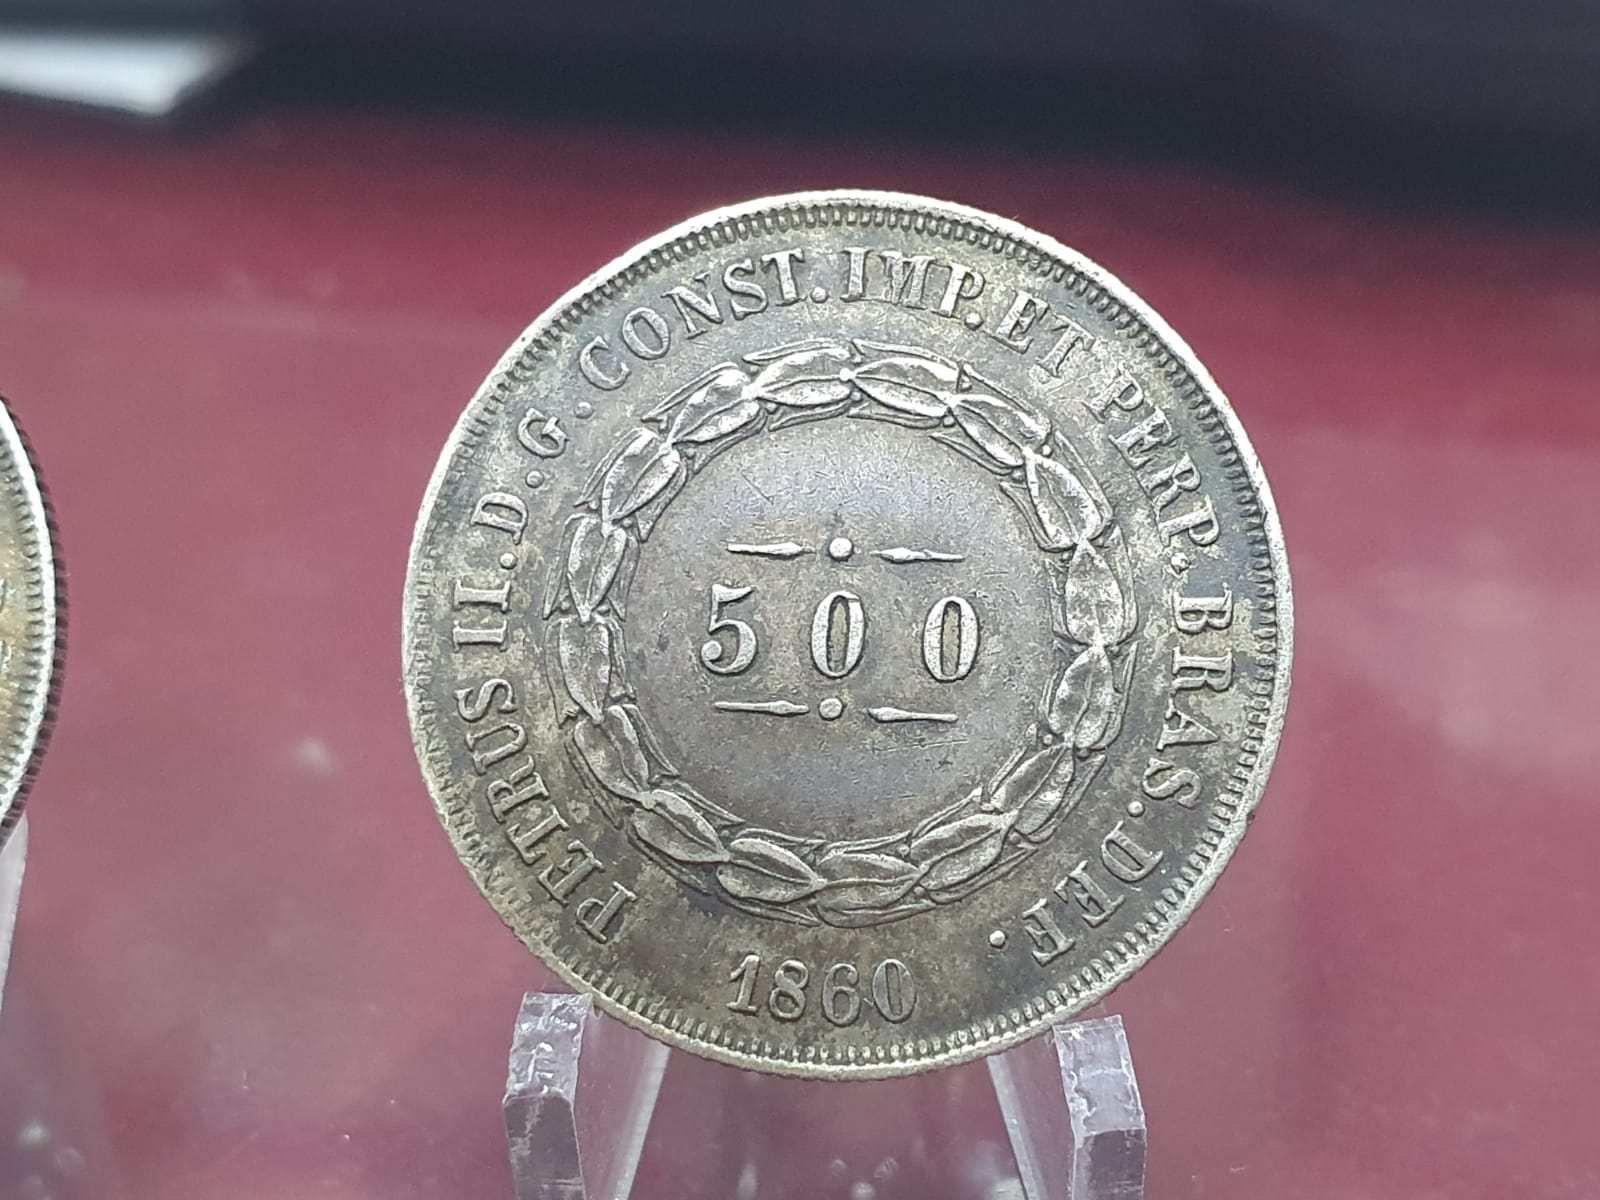 PETRUS II. D. G. CONST. IMP. ET PERP. BRAS. DEF.
500
1860